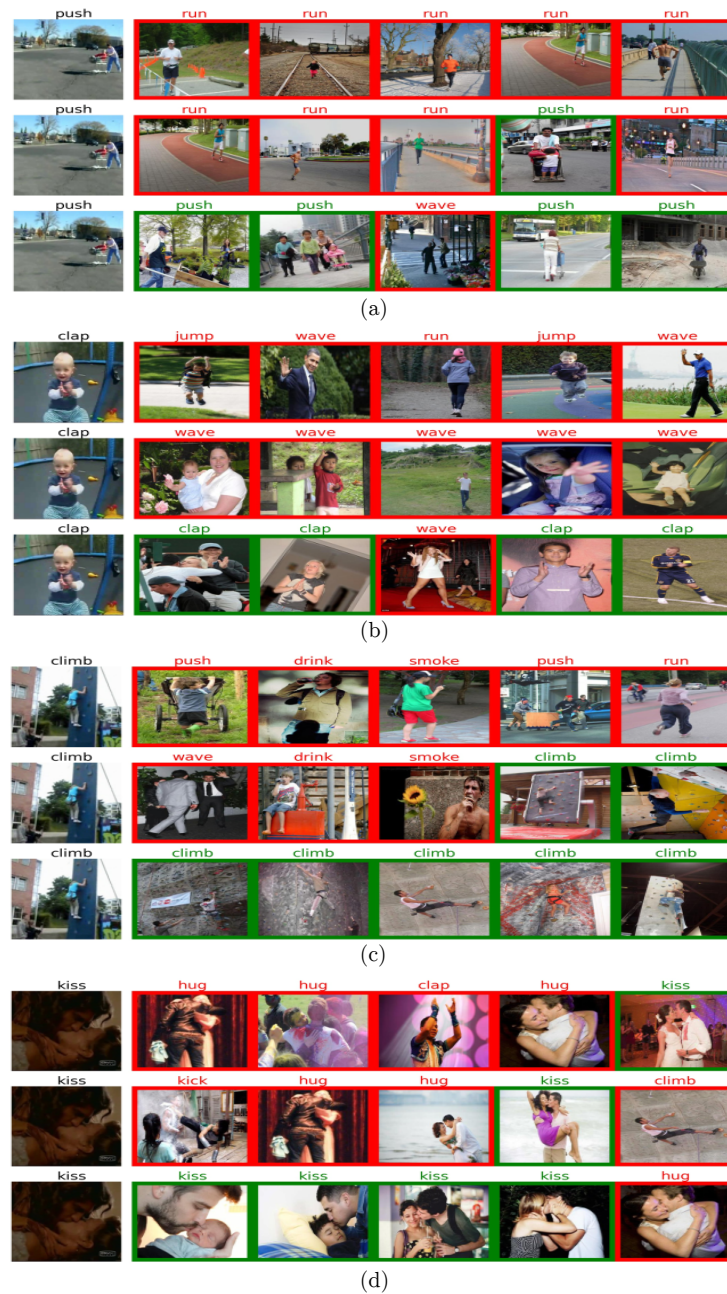 push run run run run run
push run run run push run
push push push wave push push
(a)
clap jump wave run jump wave
clap wave wave wave wave wave
clap clap clap wave clap clap
(b)
climb push drink smoke push run
climb wave drink smoke climb climb
climb climb climb climb climb climb
(c)
kiss hug hug clap hug kiss
kiss kick hug hug kiss climb
kiss kiss kiss kiss kiss hug
(d)